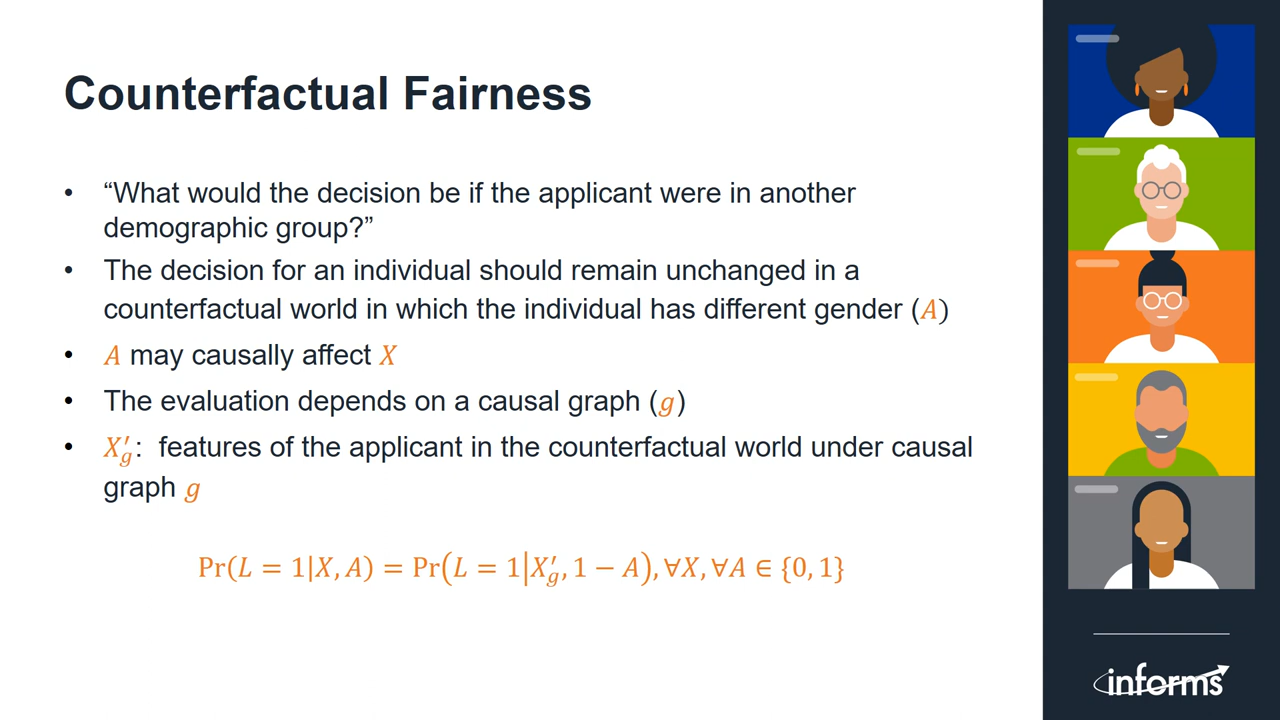 Counterfactual Fairness
• “What would the decision be if the applicant were in another
demographic group?”
• The decision for an individual should remain unchanged in a
counterfactual world in which the individual has different gender (A)
• A may causally affect X
• The evaluation depends on a causal graph (g)
• X′g: features of the applicant in the counterfactual world under causal
graph g
Pr(L = 1|X, A) = Pr(L = 1|X′g, 1 − A), ∀X, ∀A ∈ {0, 1}
informs